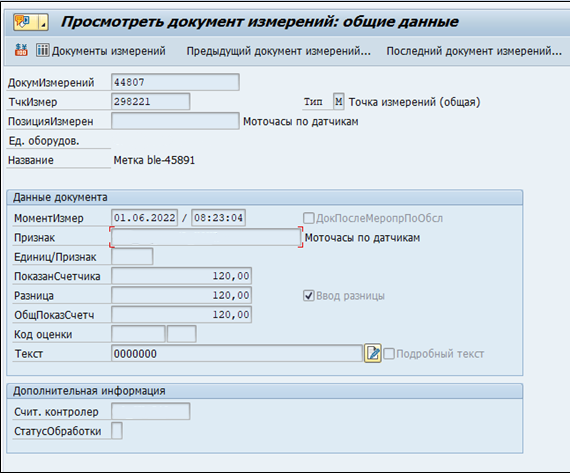 Просмотреть документ измерений: общие данные
Документы измерений Предыдущий документ измерений... Последний документ измерений...
ДокумИзмерений 44807
ТчкИзмер 298221 Тип M Точка измерений (общая)
ПозицияИзмерен Моточасы по датчикам
Ед. оборудов.
Название Метка ble-45891
Данные документа
МоментИзмер 01.06.2022 / 08:23:04 ДокПослеМеропрПоОбсл
Признак Моточасы по датчикам
Единиц/Признак
ПоказанСчетчика 120,00
Разница 120,00 Ввод разницы
ОбщПоказСчетч 120,00
Код оценки
Текст 0000000 Подробный текст
Дополнительная информация
Счит. контролер
СтатусОбработки